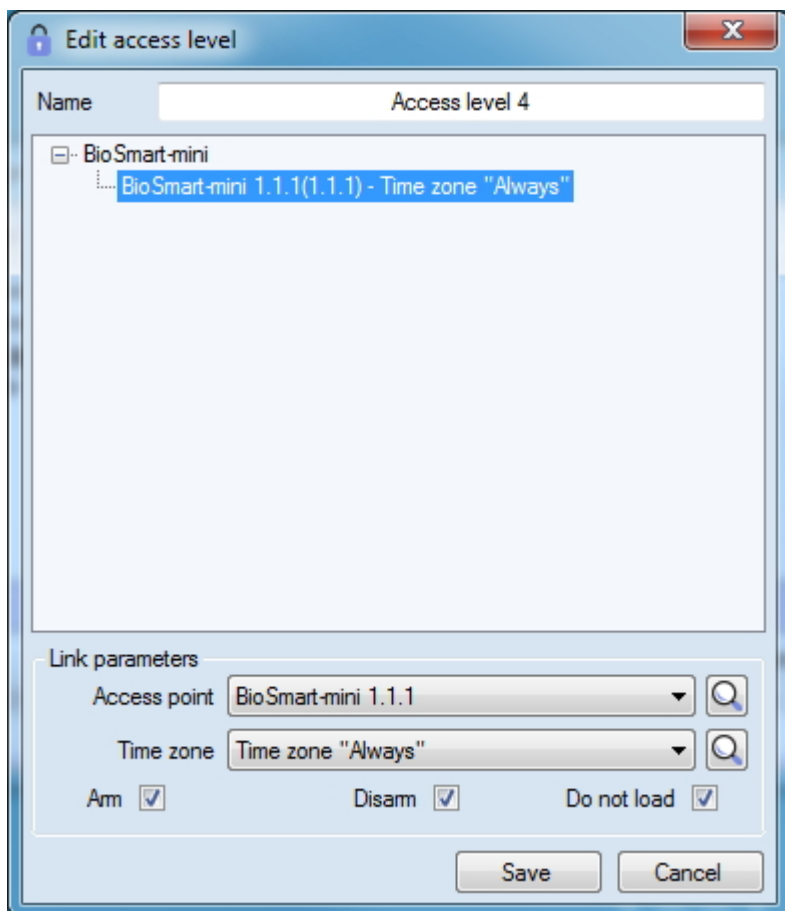 Edit access level
Name Access level 4
BioSmart-mini
BioSmart-mini 1.1.1(1.1.1) - Time zone "Always"
Link parameters
Access point BioSmart-mini 1.1.1
Time zone Time zone "Always"
Arm Disarm Do not load
Save Cancel